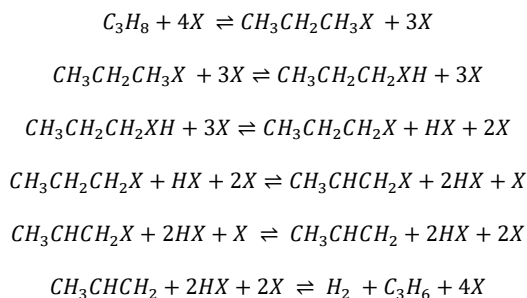 C₃H₈ + 4X ⇌ CH₃CH₂CH₃X + 3X
CH₃CH₂CH₃X + 3X ⇌ CH₃CH₂CH₂XH + 3X
CH₃CH₂CH₂XH + 3X ⇌ CH₃CH₂CH₂X + HX + 2X
CH₃CH₂CH₂X + HX + 2X ⇌ CH₃CHCH₂X + 2HX + X
CH₃CHCH₂X + 2HX + X ⇌ CH₃CHCH₂ + 2HX + 2X
CH₃CHCH₂ + 2HX + 2X ⇌ H₂ + C₃H₆ + 4X